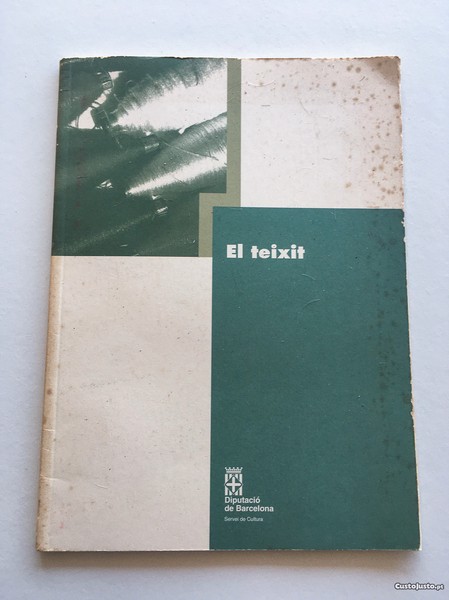 El teixit
Diputació
de Barcelona
Servei de Cultura
CustoJusto.pt